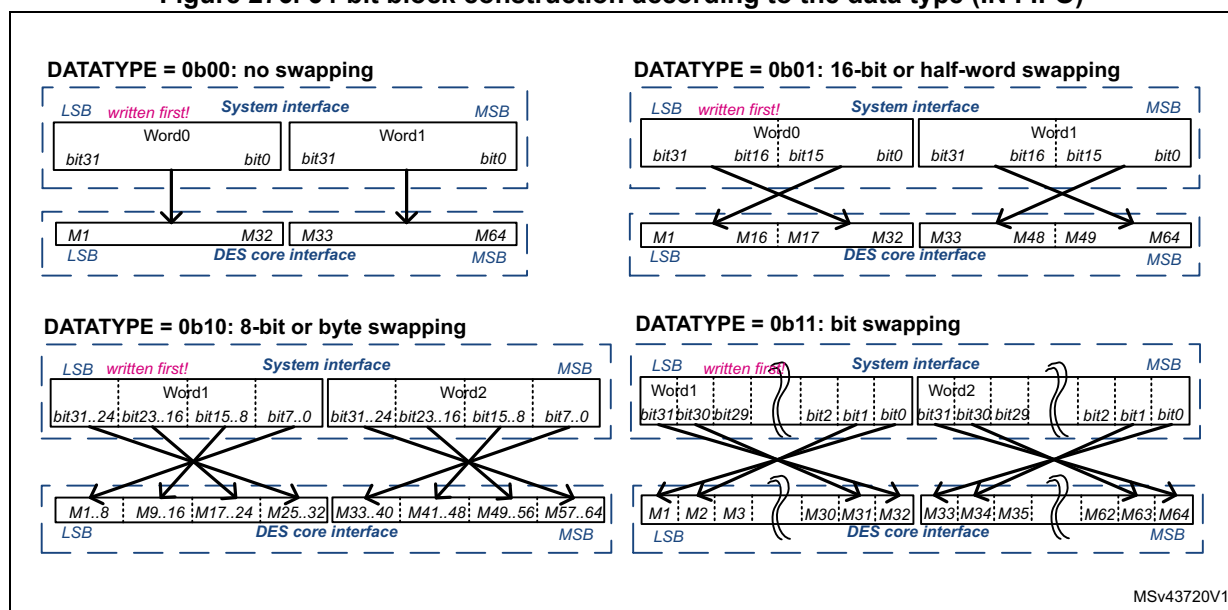 Figure 276. 64-bit block construction according to the data type (IN FIFO)
DATATYPE = 0b00: no swapping
LSB written first! System interface MSB
Word0 Word1
bit31 bit0 bit31 bit0
M1 M32 M33 M64
LSB DES core interface MSB
DATATYPE = 0b01: 16-bit or half-word swapping
LSB written first! System interface MSB
Word0 Word1
bit31 bit16 bit15 bit0 bit31 bit16 bit15 bit0
M1 M16 M17 M32 M33 M48 M49 M64
LSB DES core interface MSB
DATATYPE = 0b10: 8-bit or byte swapping
LSB written first! System interface MSB
Word1 Word2
bit31..24 bit23..16 bit15..8 bit7..0 bit31..24 bit23..16 bit15..8 bit7..0
M1..8 M9..16 M17..24 M25..32 M33..40 M41..48 M49..56 M57..64
LSB DES core interface MSB
DATATYPE = 0b11: bit swapping
LSB written first! System interface MSB
Word1 Word2
bit31 bit30 bit29 bit2 bit1 bit0 bit31 bit30 bit29 bit2 bit1 bit0
M1 M2 M3 M30 M31 M32 M33 M34 M35 M62 M63 M64
LSB DES core interface MSB
MSv43720V1